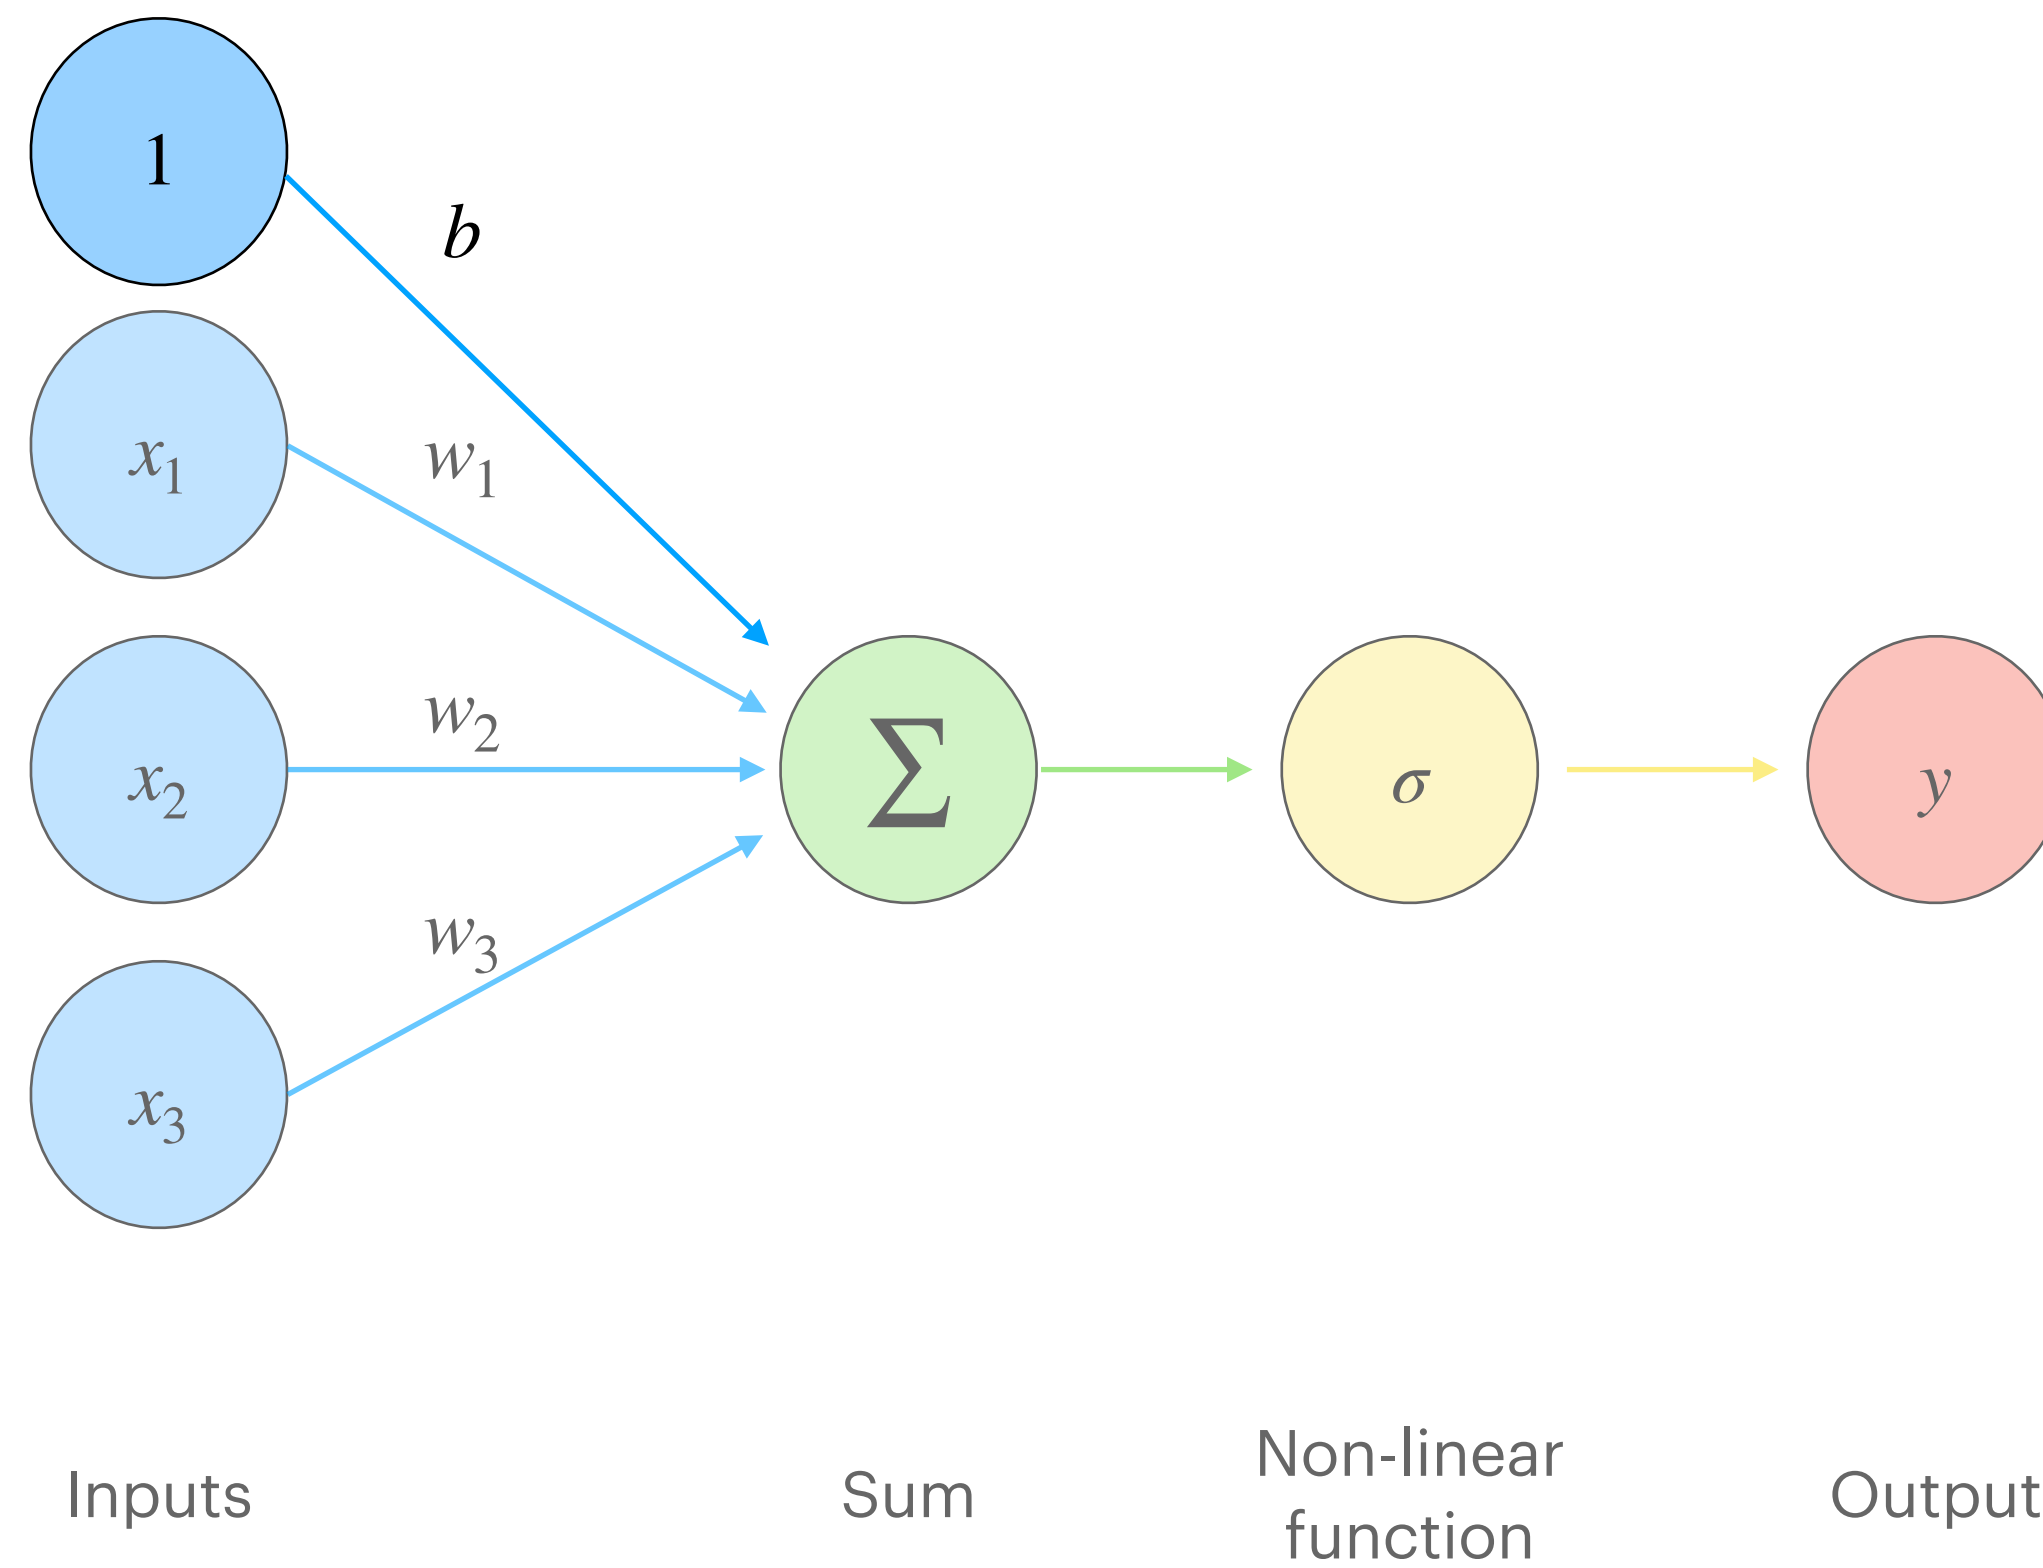 1
b
x₁
w₁
x₂
w₂
Σ
σ
y
w₃
x₃
Inputs
Sum
Non-linear
function
Output